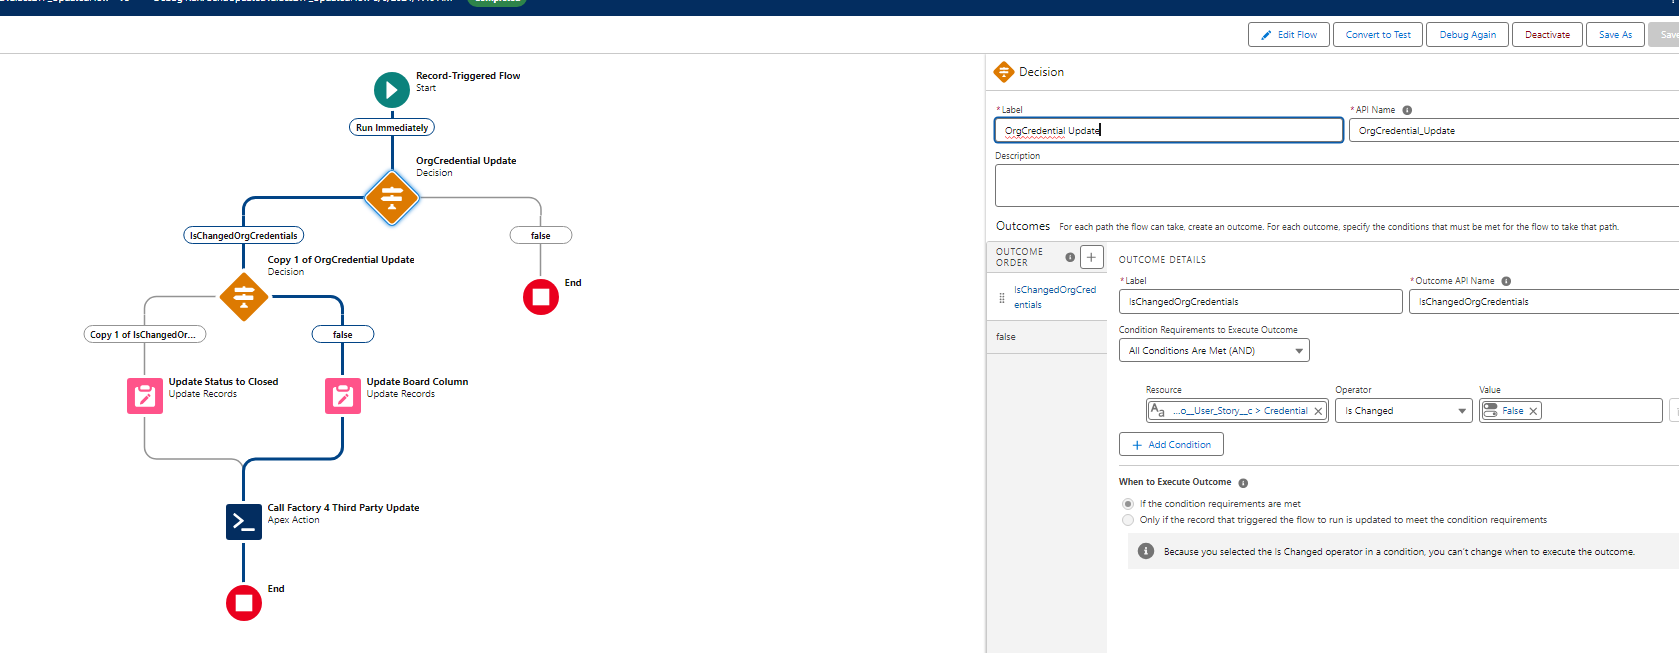 Completed
Edit Flow
Convert to Test
Debug Again
Deactivate
Save As
Save
Record-Triggered Flow
Start
Run Immediately
OrgCredential Update
Decision
IsChangedOrgCredentials
false
Copy 1 of OrgCredential Update
Decision
End
Copy 1 of IsChangedOr...
false
Update Status to Closed
Update Records
Update Board Column
Update Records
Call Factory 4 Third Party Update
Apex Action
End
Decision
* Label
* API Name
OrgCredential Update
OrgCredential_Update
Description
Outcomes For each path the flow can take, create an outcome. For each outcome, specify the conditions that must be met for the flow to take that path.
OUTCOME
ORDER
IsChangedOrgCred
entials
false
OUTCOME DETAILS
* Label
* Outcome API Name
IsChangedOrgCredentials
IsChangedOrgCredentials
Condition Requirements to Execute Outcome
All Conditions Are Met (AND)
Resource
Operator
Value
Aa ...o__User_Story__c > Credential
Is Changed
False
Add Condition
When to Execute Outcome
If the condition requirements are met
Only if the record that triggered the flow to run is updated to meet the condition requirements
Because you selected the Is Changed operator in a condition, you can't change when to execute the outcome.